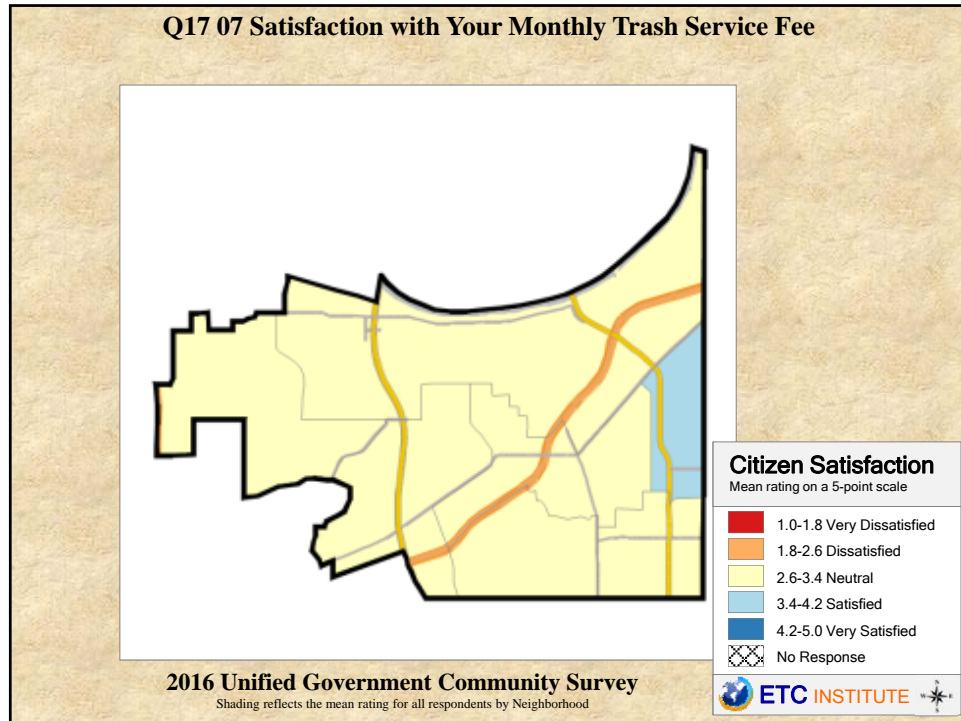 Q17 07 Satisfaction with Your Monthly Trash Service Fee
Citizen Satisfaction
Mean rating on a 5-point scale
1.0-1.8 Very Dissatisfied
1.8-2.6 Dissatisfied
2.6-3.4 Neutral
3.4-4.2 Satisfied
4.2-5.0 Very Satisfied
No Response
ETC INSTITUTE
N
W E
S
2016 Unified Government Community Survey
Shading reflects the mean rating for all respondents by Neighborhood